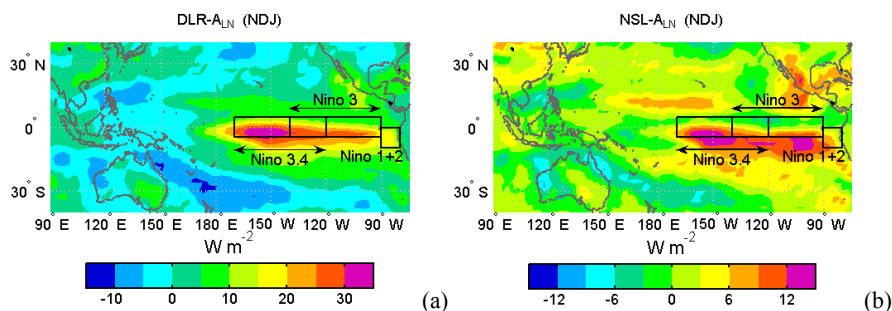 DLR-A_LN (NDJ)
30° N
0°
30° S
Nino 3
Nino 3.4
Nino 1+2
90 E 120 E 150 E 180 W 150 W 120 W 90 W
W m⁻²
-10 0 10 20 30
(a)
NSL-A_LN (NDJ)
30° N
0°
30° S
Nino 3
Nino 3.4
Nino 1+2
90 E 120 E 150 E 180 W 150 W 120 W 90 W
W m⁻²
-12 -6 0 6 12
(b)